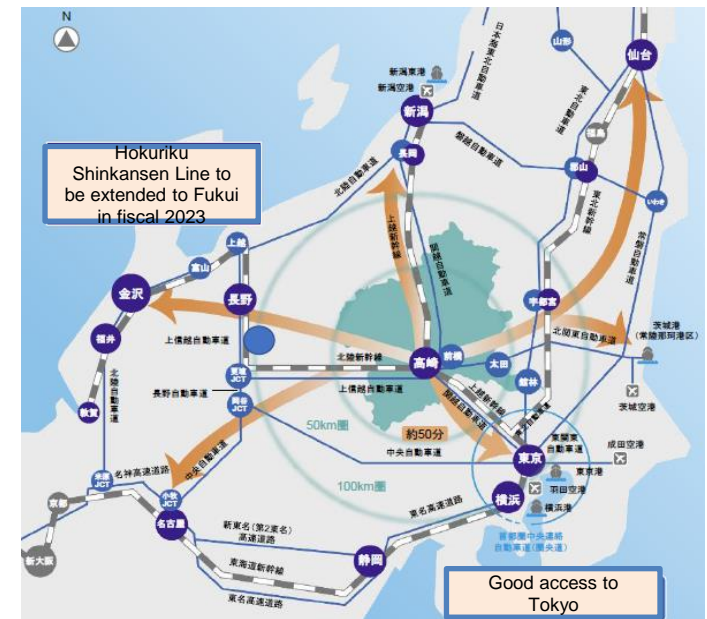 N
日本海東北自動車道
山形
仙台
新潟東港
新潟空港
新潟
東北自動車道
福島
Hokuriku
Shinkansen Line to
be extended to Fukui
in fiscal 2023
長岡
磐越自動車道
郡山
北陸自動車道
いわき
東北新幹線
常磐自動車道
上越新幹線
関越自動車道
上越
富山
金沢
長野
宇都宮
北関東自動車道
茨城港
(常陸那珂港区)
福井
上信越自動車道
北陸新幹線
高崎
前橋
太田
更埴
JCT
上信越自動車道
館林
北陸自動車道
長野自動車道
岡谷
JCT
上越新幹線
関越自動車道
茨城空港
敦賀
50km圏
約50分
東関東
自動車道
成田空港
中央自動車道
中央自動車道
東京
米原
JCT
名神高速道路
東京港
100km圏
羽田空港
京都
小牧
JCT
横浜
横浜港
名古屋
新東名(第2東名)
高速道路
東名高速道路
首都圏中央連絡
自動車道(圏央道)
新大阪
東海道新幹線
静岡
東名高速道路
Good access to
Tokyo